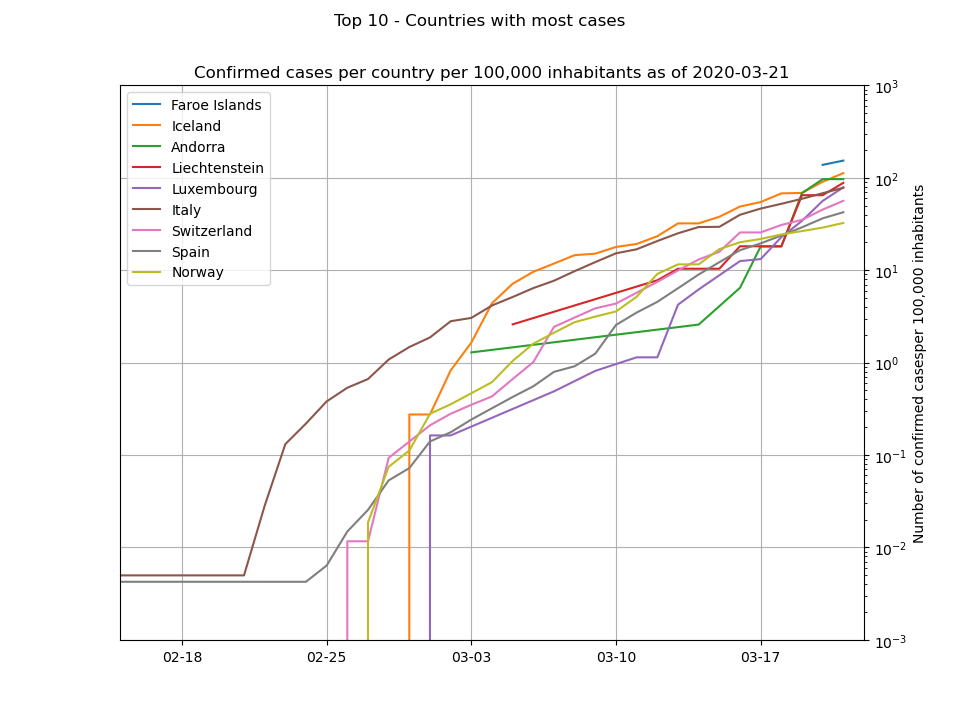 Top 10 - Countries with most cases
Confirmed cases per country per 100,000 inhabitants as of 2020-03-21
Faroe Islands
Iceland
Andorra
Liechtenstein
Luxembourg
Italy
Switzerland
Spain
Norway
10³
10²
10¹
10⁰
10⁻¹
10⁻²
10⁻³
Number of confirmed casesper 100,000 inhabitants
02-18 02-25 03-03 03-10 03-17